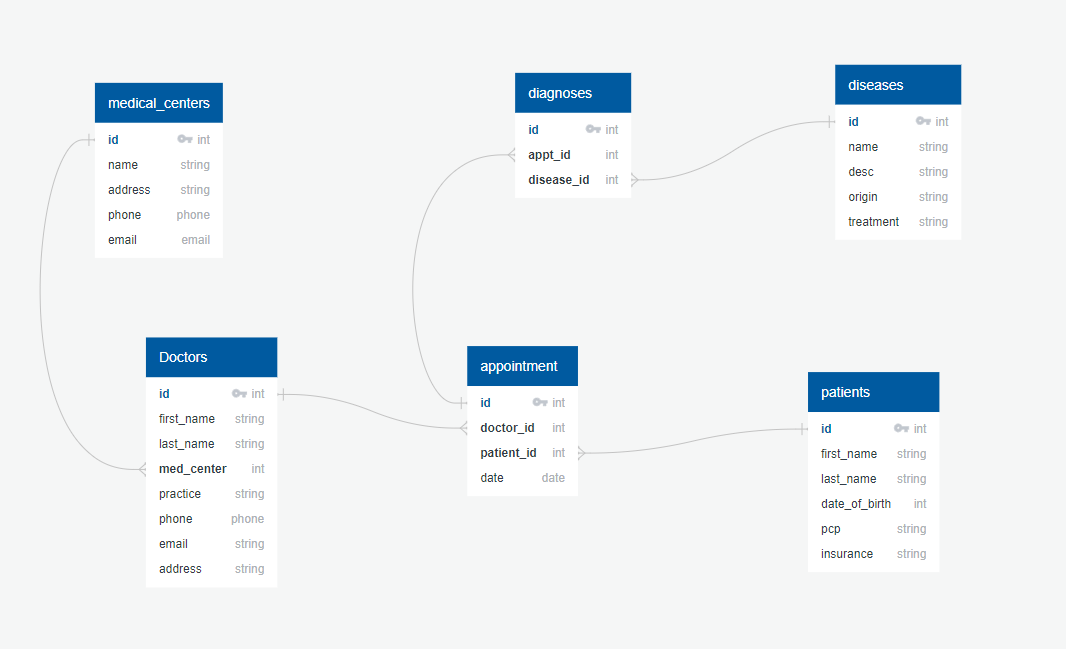 medical_centers
id int
name string
address string
phone phone
email email
diagnoses
id int
appt_id int
disease_id int
diseases
id int
name string
desc string
origin string
treatment string
Doctors
id int
first_name string
last_name string
med_center int
practice string
phone phone
email string
address string
appointment
id int
doctor_id int
patient_id int
date date
patients
id int
first_name string
last_name string
date_of_birth int
pcp string
insurance string